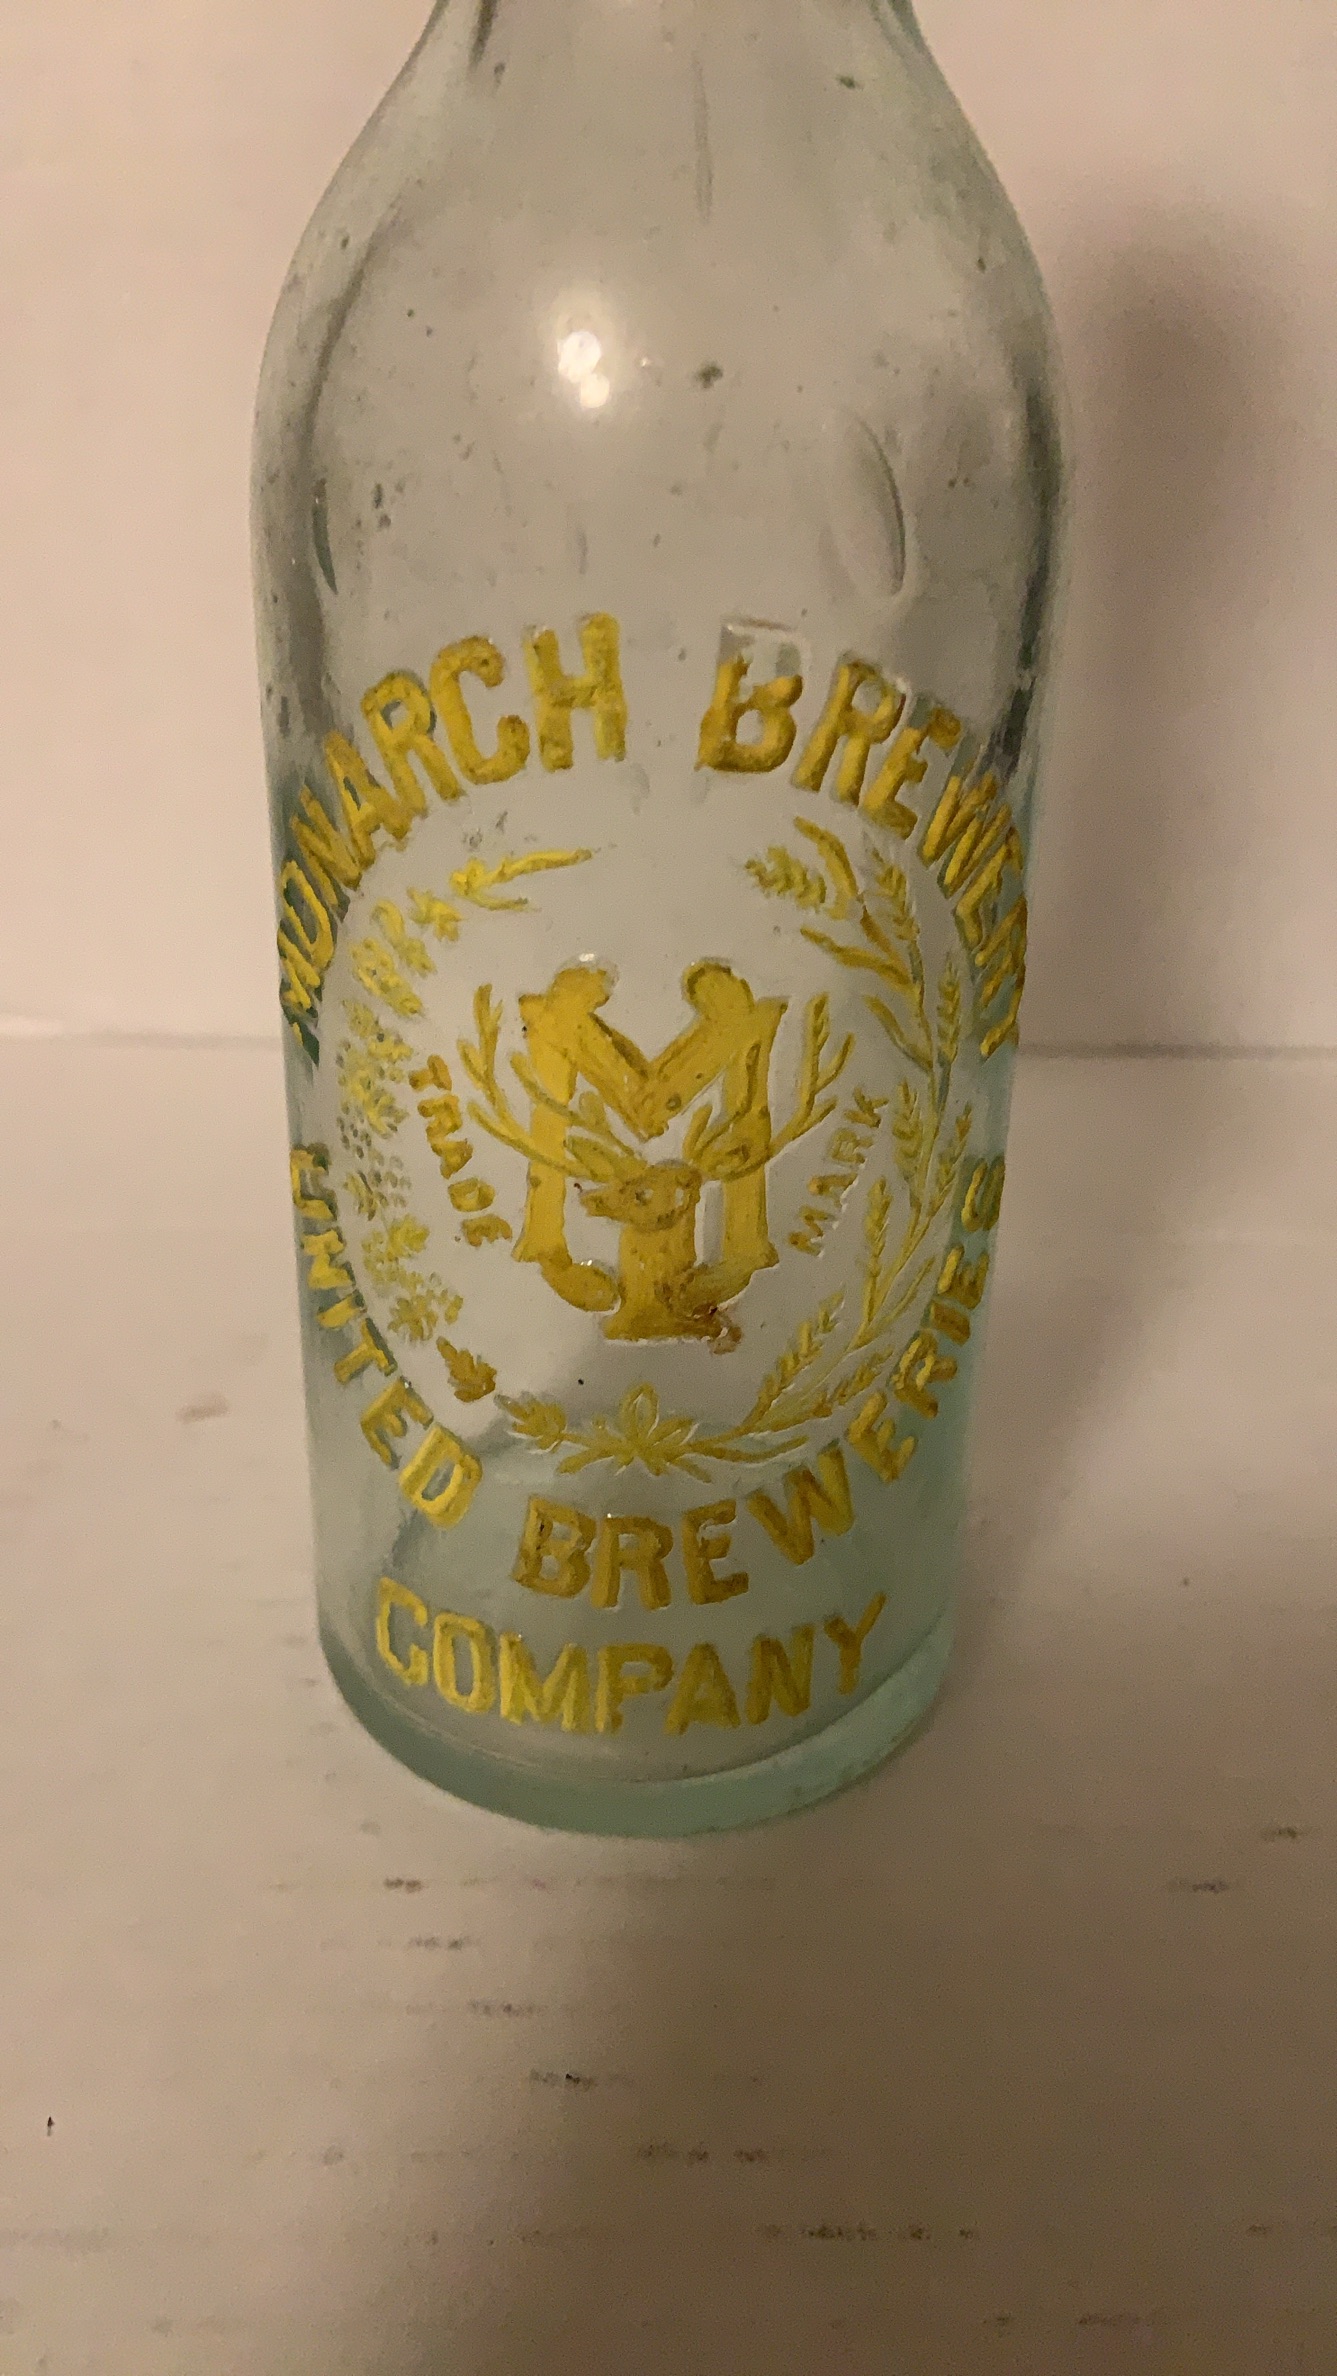 MONARCH BREWERY
M
TRADE MARK
UNITED BREWERIES
COMPANY